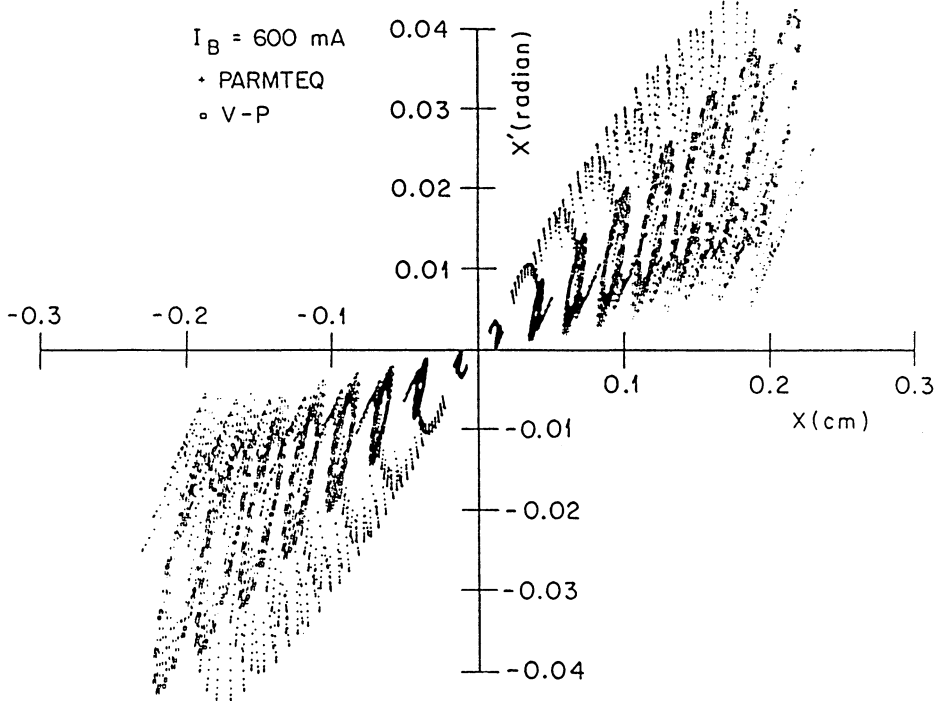 I_B = 600 mA
+ PARMTEQ
▫ V-P
X'(radian)
0.04
0.03
0.02
0.01
-0.3
-0.2
-0.1
0.1
0.2
0.3
X(cm)
-0.01
-0.02
-0.03
-0.04